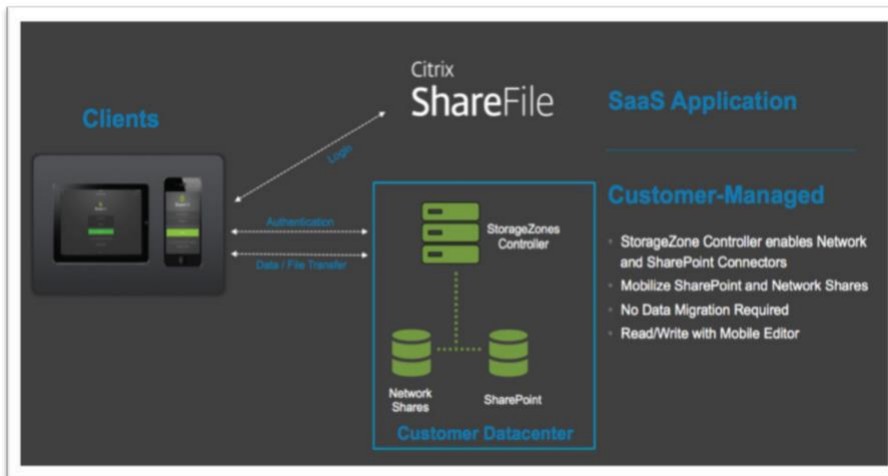 Citrix
ShareFile
SaaS Application
Clients
Login
Customer-Managed
Authentication
Data / File Transfer
StorageZones
Controller
StorageZone Controller enables Network
and SharePoint Connectors
Mobilize SharePoint and Network Shares
No Data Migration Required
Read/Write with Mobile Editor
Network
Shares
SharePoint
Customer Datacenter